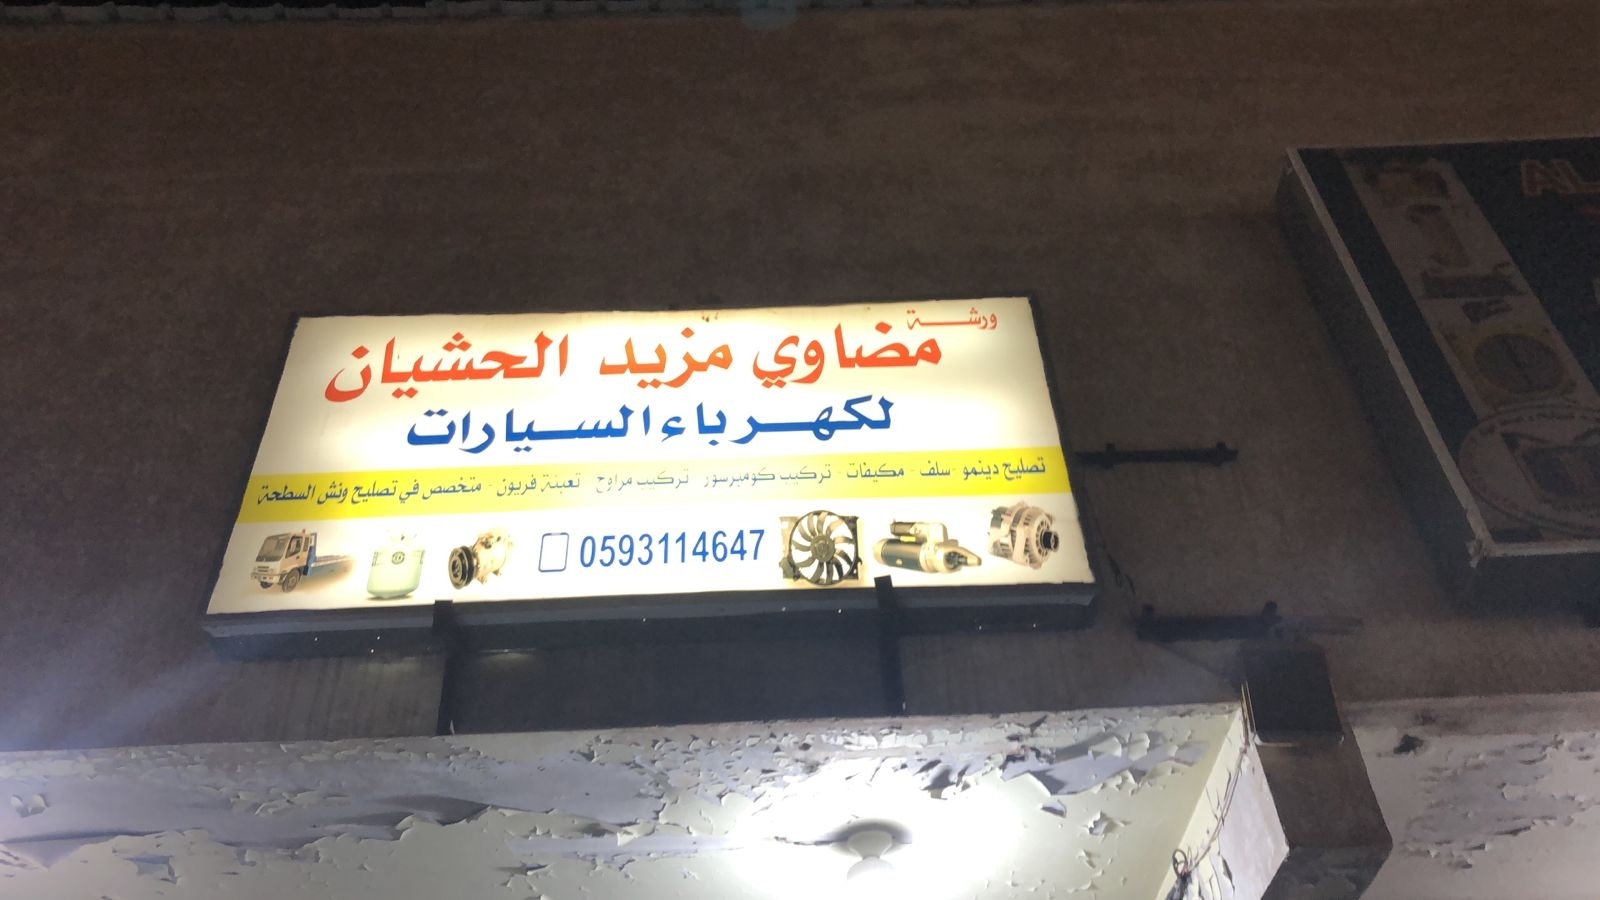 ورشة
مضاوي مزيد الحشيان
لكهرباء السيارات
تصليح دينمو - سلف - مكيفات - تركيب كومبرسور - تركيب مراوح - تعبئة فريون - متخصص في تصليح ونش السطحة
0593114647
AL